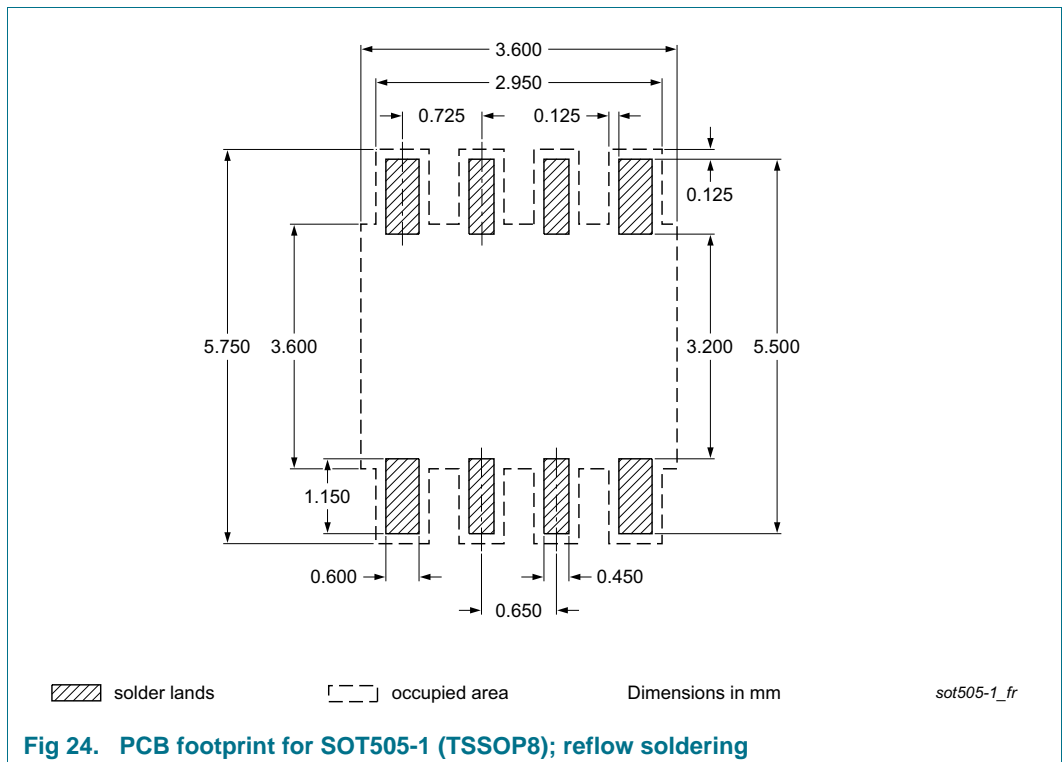 3.600
2.950
0.725
0.125
0.125
5.750
3.600
3.200
5.500
1.150
0.600
0.450
0.650
solder lands
occupied area
Dimensions in mm
sot505-1_fr
Fig 24. PCB footprint for SOT505-1 (TSSOP8); reflow soldering